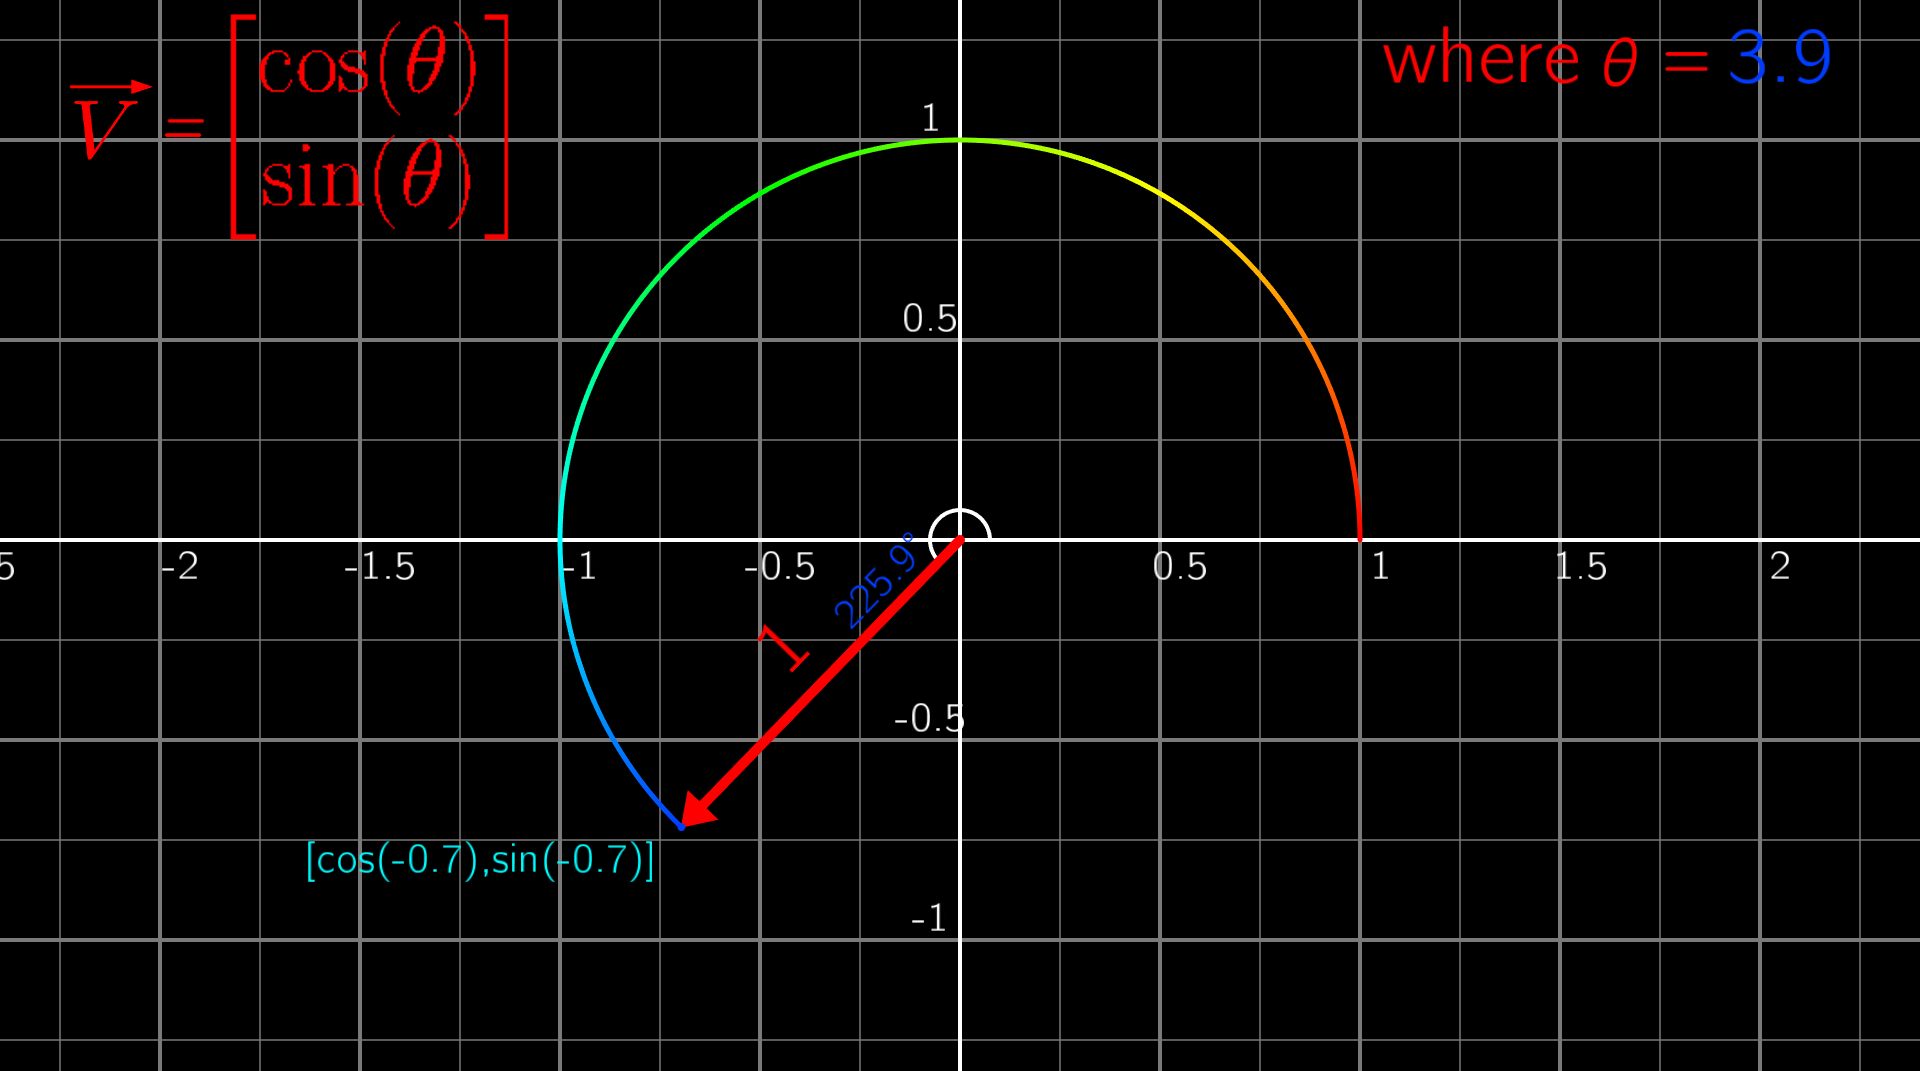 V = [cos(θ)
sin(θ)]
where θ = 3.9
1
0.5
5 -2 -1.5 -1 -0.5 0.5 1 1.5 2
225.9°
1
-0.5
[cos(-0.7),sin(-0.7)]
-1